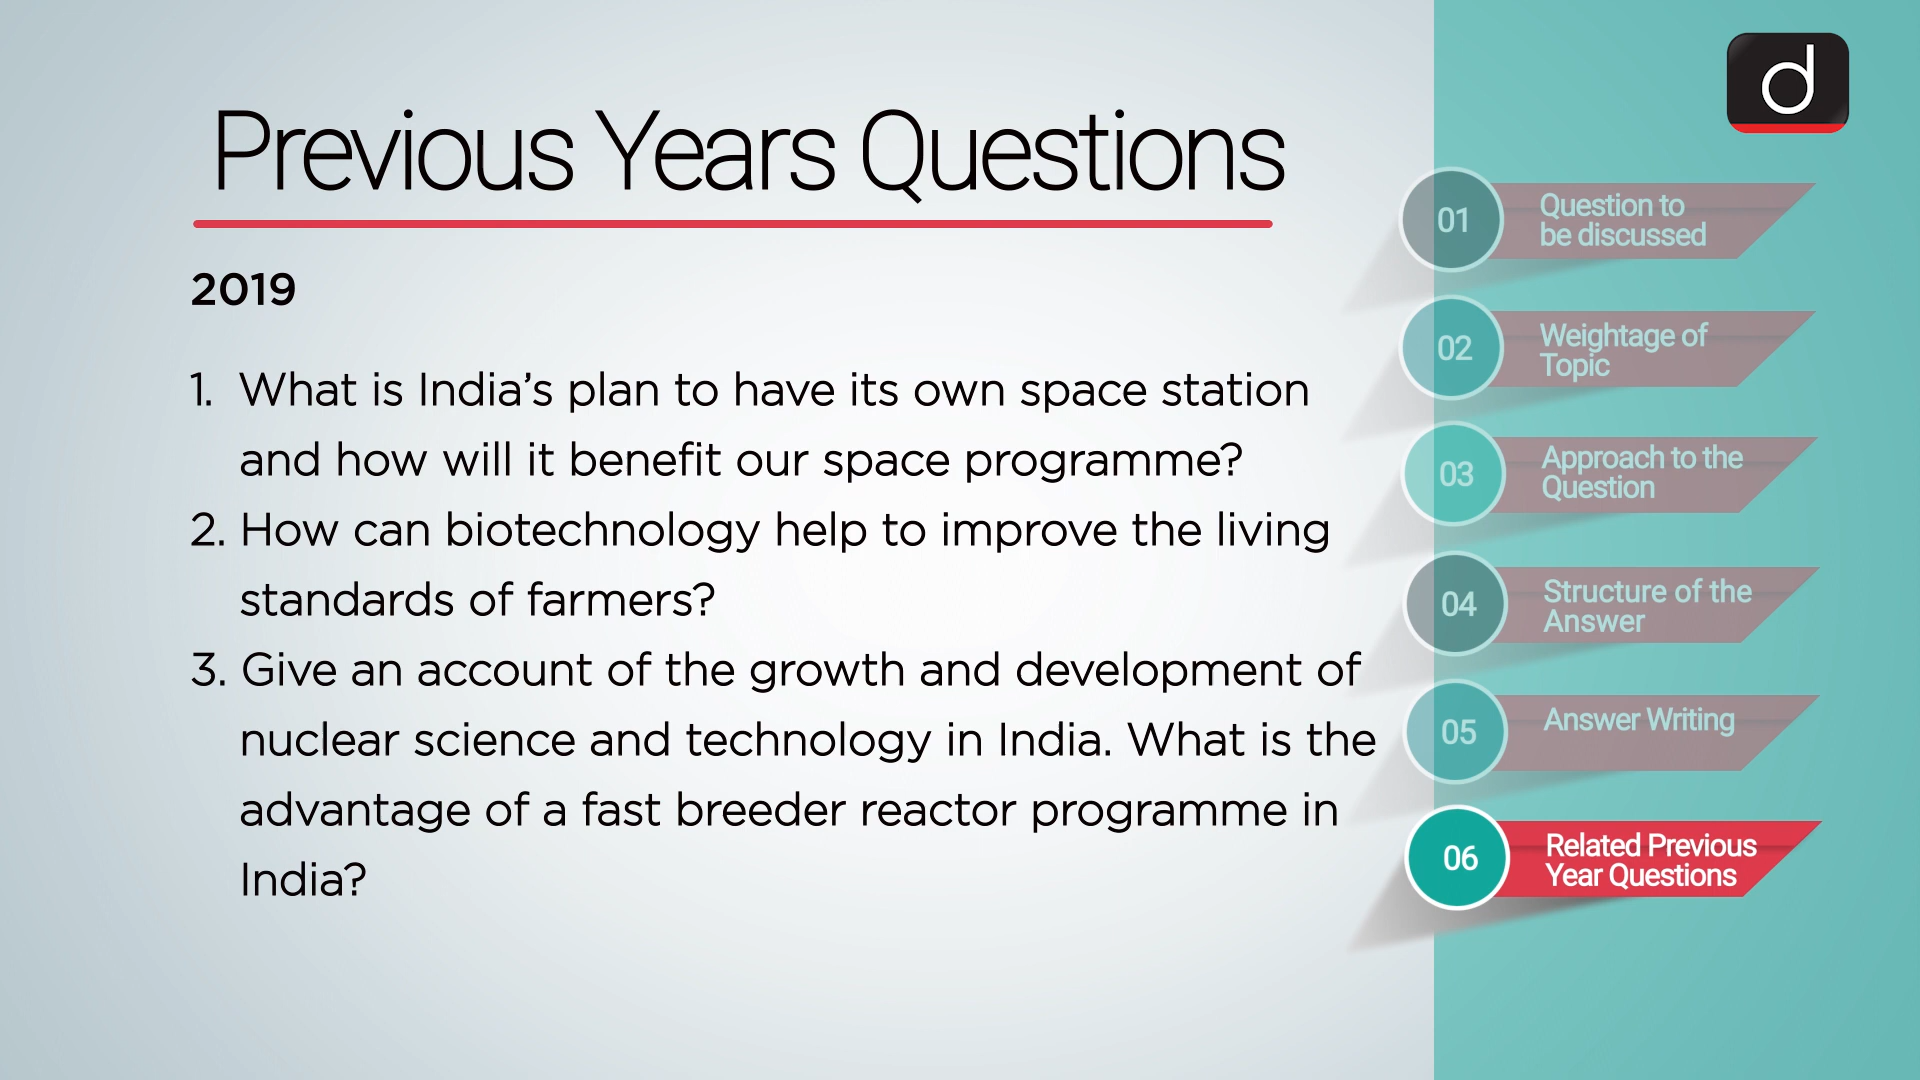 Previous Years Questions
2019
1. What is India’s plan to have its own space station
and how will it benefit our space programme?
2. How can biotechnology help to improve the living
standards of farmers?
3. Give an account of the growth and development of
nuclear science and technology in India. What is the
advantage of a fast breeder reactor programme in
India?
d
01
Question to
be discussed
02
Weightage of
Topic
03
Approach to the
Question
04
Structure of the
Answer
05
Answer Writing
06
Related Previous
Year Questions